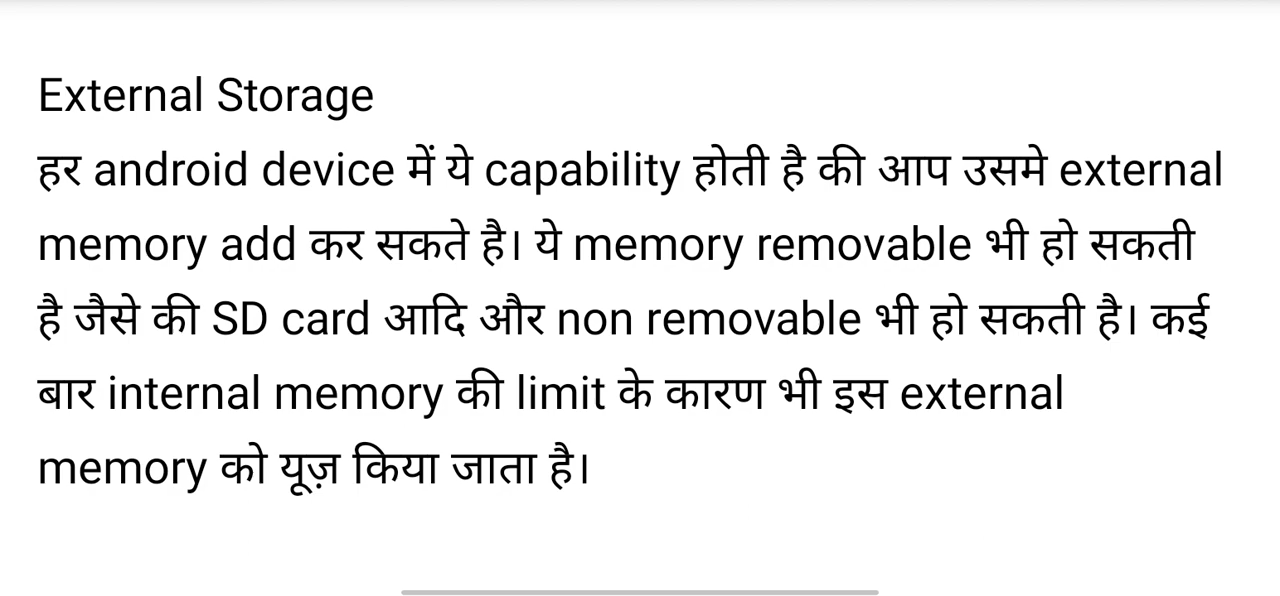 External Storage
हर android device में ये capability होती है की आप उसमे external
memory add कर सकते है। ये memory removable भी हो सकती
है जैसे की SD card आदि और non removable भी हो सकती है। कई
बार internal memory की limit के कारण भी इस external
memory को यूज़ किया जाता है।